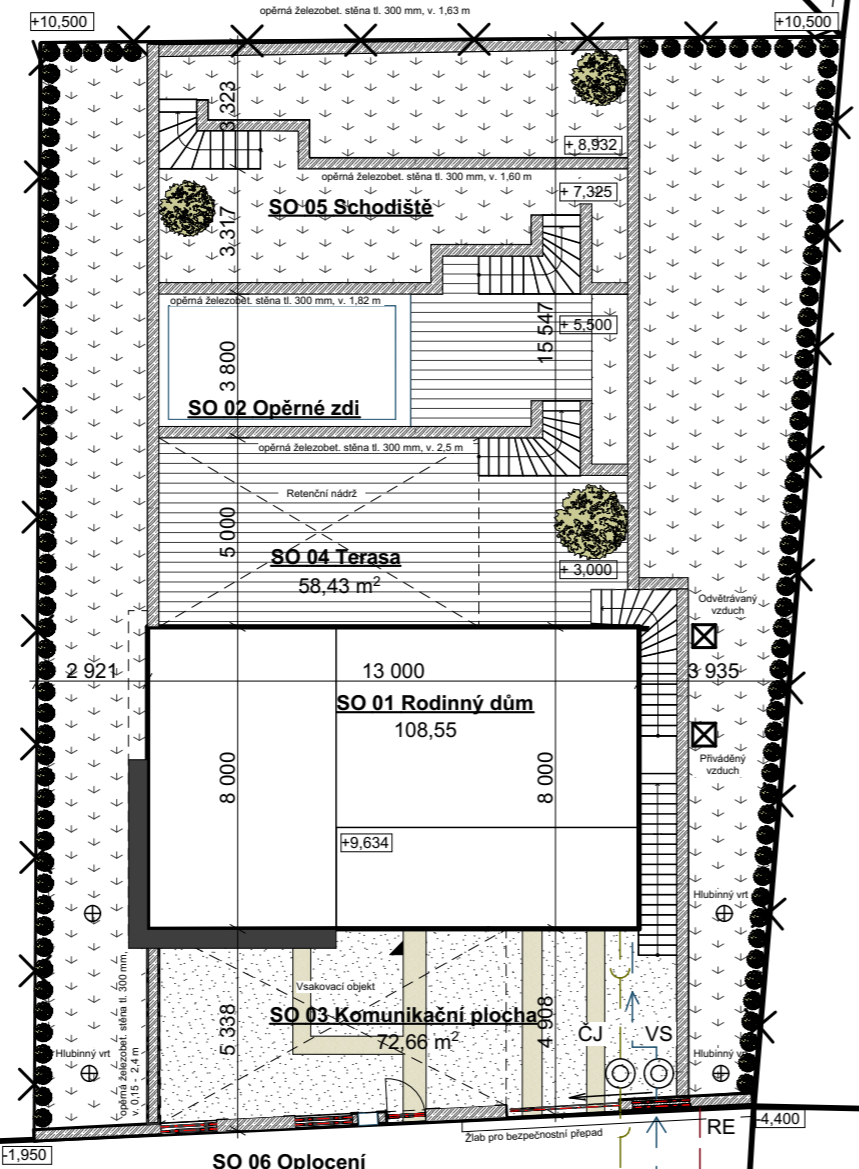 opěrná železobet. stěna tl. 300 mm, v. 1,63 m
+10,500
+10,500
3 323
+ 8,932
opěrná železobet. stěna tl. 300 mm, v. 1,60 m
+ 7,325
SO 05 Schodiště
3 317
opěrná železobet. stěna tl. 300 mm, v. 1,82 m
15 547
+ 5,500
3 800
SO 02 Opěrné zdi
opěrná železobet. stěna tl. 300 mm, v. 2,5 m
Retenční nádrž
5 000
SO 04 Terasa
58,43 m²
+ 3,000
Odvětrávaný
vzduch
2 921
13 000
3 935
SO 01 Rodinný dům
108,55
Přiváděný
vzduch
8 000
8 000
+9,634
Hlubinný vrt
Vsakovací objekt
SO 03 Komunikační plocha
72,66 m²
5 338
4 908
ČJ
VS
Hlubinný vrt
opěrná železobet. stěna tl. 300 mm,
v. 0,15 - 2,4 m
Hlubinný v
Žlab pro bezpečnostní přepad
RE
-4,400
-1,950
SO 06 Oplocení